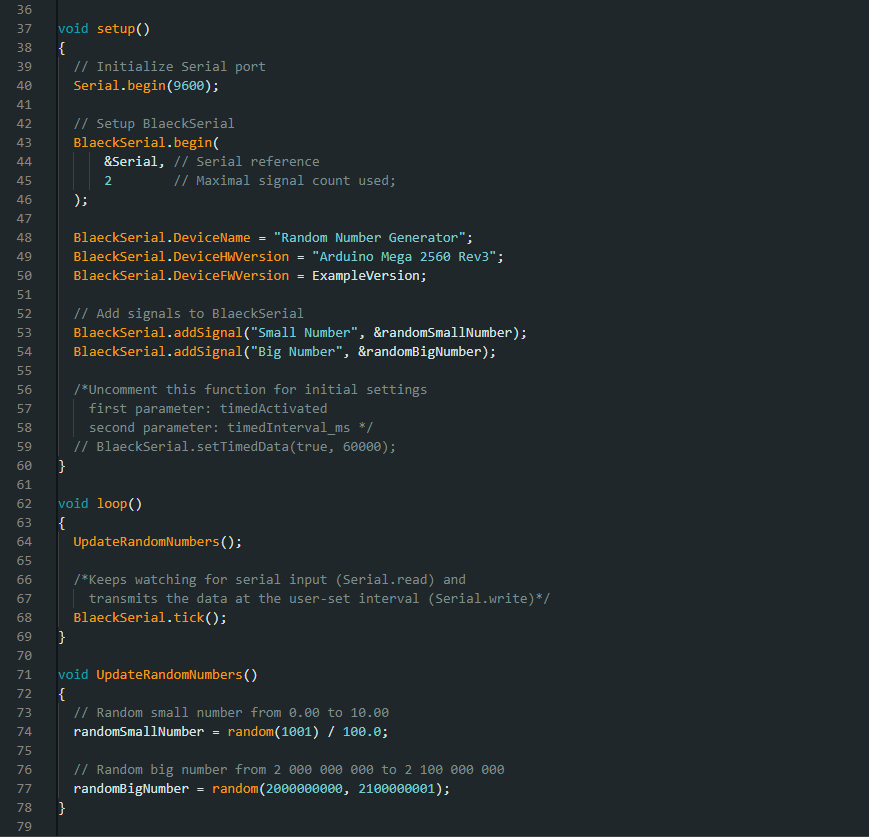 36
37 void setup()
38 {
39   // Initialize Serial port
40   Serial.begin(9600);
41
42   // Setup BlaeckSerial
43   BlaeckSerial.begin(
44       &Serial, // Serial reference
45       2        // Maximal signal count used;
46   );
47
48   BlaeckSerial.DeviceName = "Random Number Generator";
49   BlaeckSerial.DeviceHWVersion = "Arduino Mega 2560 Rev3";
50   BlaeckSerial.DeviceFWVersion = ExampleVersion;
51
52   // Add signals to BlaeckSerial
53   BlaeckSerial.addSignal("Small Number", &randomSmallNumber);
54   BlaeckSerial.addSignal("Big Number", &randomBigNumber);
55
56   /*Uncomment this function for initial settings
57     first parameter: timedActivated
58     second parameter: timedInterval_ms */
59   // BlaeckSerial.setTimedData(true, 60000);
60 }
61
62 void loop()
63 {
64   UpdateRandomNumbers();
65
66   /*Keeps watching for serial input (Serial.read) and
67     transmits the data at the user-set interval (Serial.write)*/
68   BlaeckSerial.tick();
69 }
70
71 void UpdateRandomNumbers()
72 {
73   // Random small number from 0.00 to 10.00
74   randomSmallNumber = random(1001) / 100.0;
75
76   // Random big number from 2 000 000 000 to 2 100 000 000
77   randomBigNumber = random(2000000000, 2100000001);
78 }
79